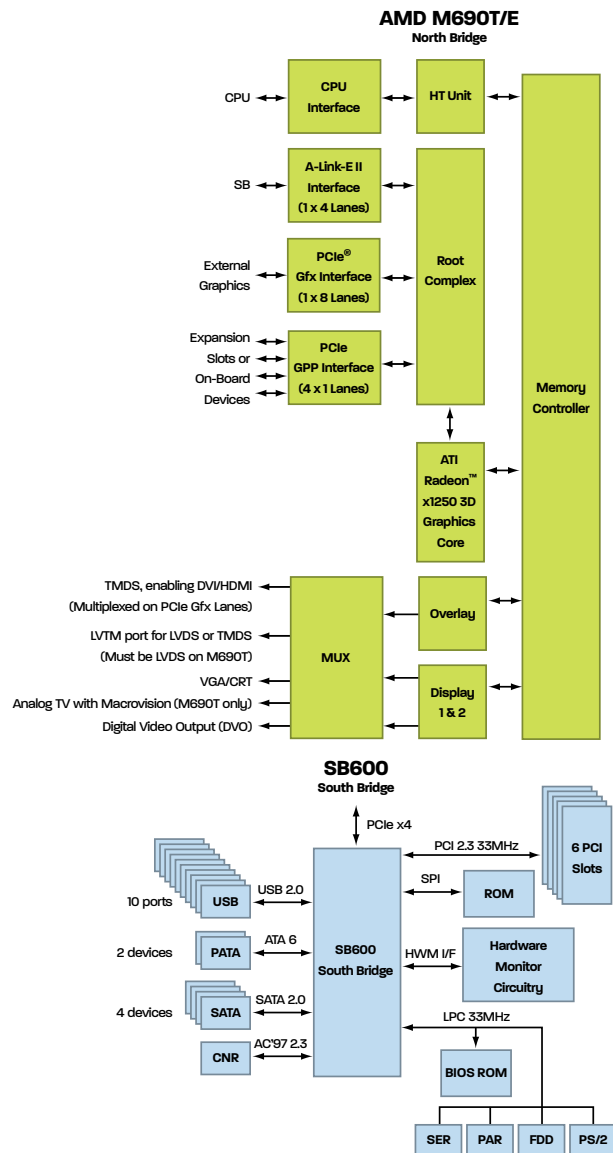 AMD M690T/E
North Bridge
CPU
CPU
Interface
HT Unit
SB
A-Link-E II
Interface
(1 x 4 Lanes)
Root
Complex
External
Graphics
PCIe®
Gfx Interface
(1 x 8 Lanes)
Expansion
Slots or
On-Board
Devices
PCIe
GPP Interface
(4 x 1 Lanes)
Memory
Controller
ATI
Radeon™
x1250 3D
Graphics
Core
TMDS, enabling DVI/HDMI
(Multiplexed on PCIe Gfx Lanes)
LVTM port for LVDS or TMDS
(Must be LVDS on M690T)
VGA/CRT
Analog TV with Macrovision (M690T only)
Digital Video Output (DVO)
MUX
Overlay
Display
1 & 2
SB600
South Bridge
PCIe x4
PCI 2.3 33MHz
6 PCI
Slots
SPI
ROM
10 ports
USB
USB 2.0
2 devices
PATA
ATA 6
SB600
South Bridge
HWM I/F
Hardware
Monitor
Circuitry
4 devices
SATA
SATA 2.0
LPC 33MHz
CNR
AC'97 2.3
BIOS ROM
SER
PAR
FDD
PS/2